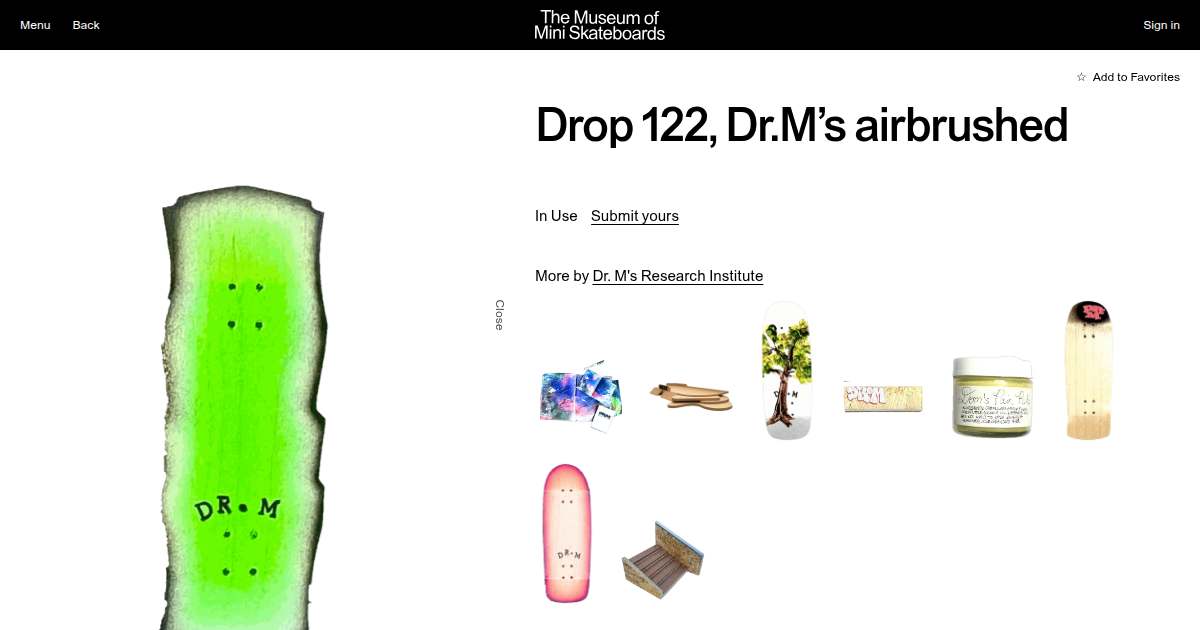 Menu
Back
The Museum of
Mini Skateboards
Sign in
☆ Add to Favorites
Drop 122, Dr.M’s airbrushed
In Use Submit yours
More by Dr. M's Research Institute
Close
DR•M
DR•M